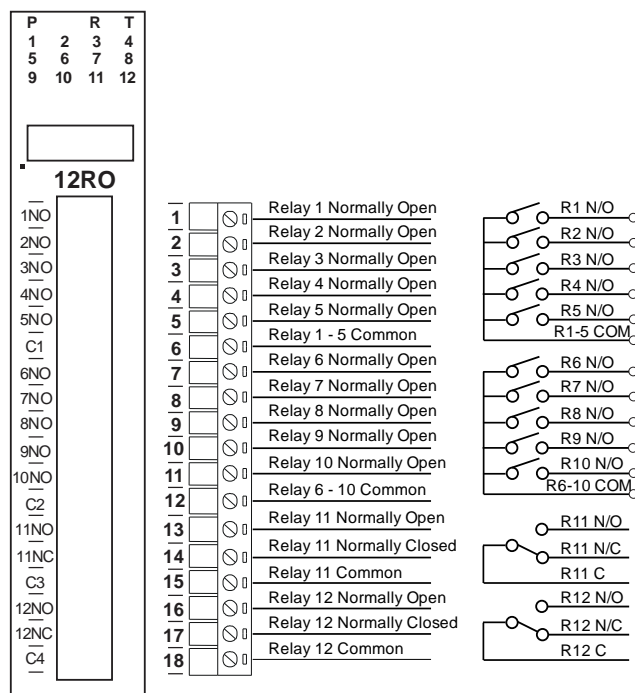 P R T
1 2 3 4
5 6 7 8
9 10 11 12
12RO
1NO
2NO
3NO
4NO
5NO
C1
6NO
7NO
8NO
9NO
10NO
C2
11NO
11NC
C3
12NO
12NC
C4
1 Relay 1 Normally Open
2 Relay 2 Normally Open
3 Relay 3 Normally Open
4 Relay 4 Normally Open
5 Relay 5 Normally Open
6 Relay 1 - 5 Common
7 Relay 6 Normally Open
8 Relay 7 Normally Open
9 Relay 8 Normally Open
10 Relay 9 Normally Open
11 Relay 10 Normally Open
12 Relay 6 - 10 Common
13 Relay 11 Normally Open
14 Relay 11 Normally Closed
15 Relay 11 Common
16 Relay 12 Normally Open
17 Relay 12 Normally Closed
18 Relay 12 Common
R1 N/O
R2 N/O
R3 N/O
R4 N/O
R5 N/O
R1-5 COM
R6 N/O
R7 N/O
R8 N/O
R9 N/O
R10 N/O
R6-10 COM
R11 N/O
R11 N/C
R11 C
R12 N/O
R12 N/C
R12 C